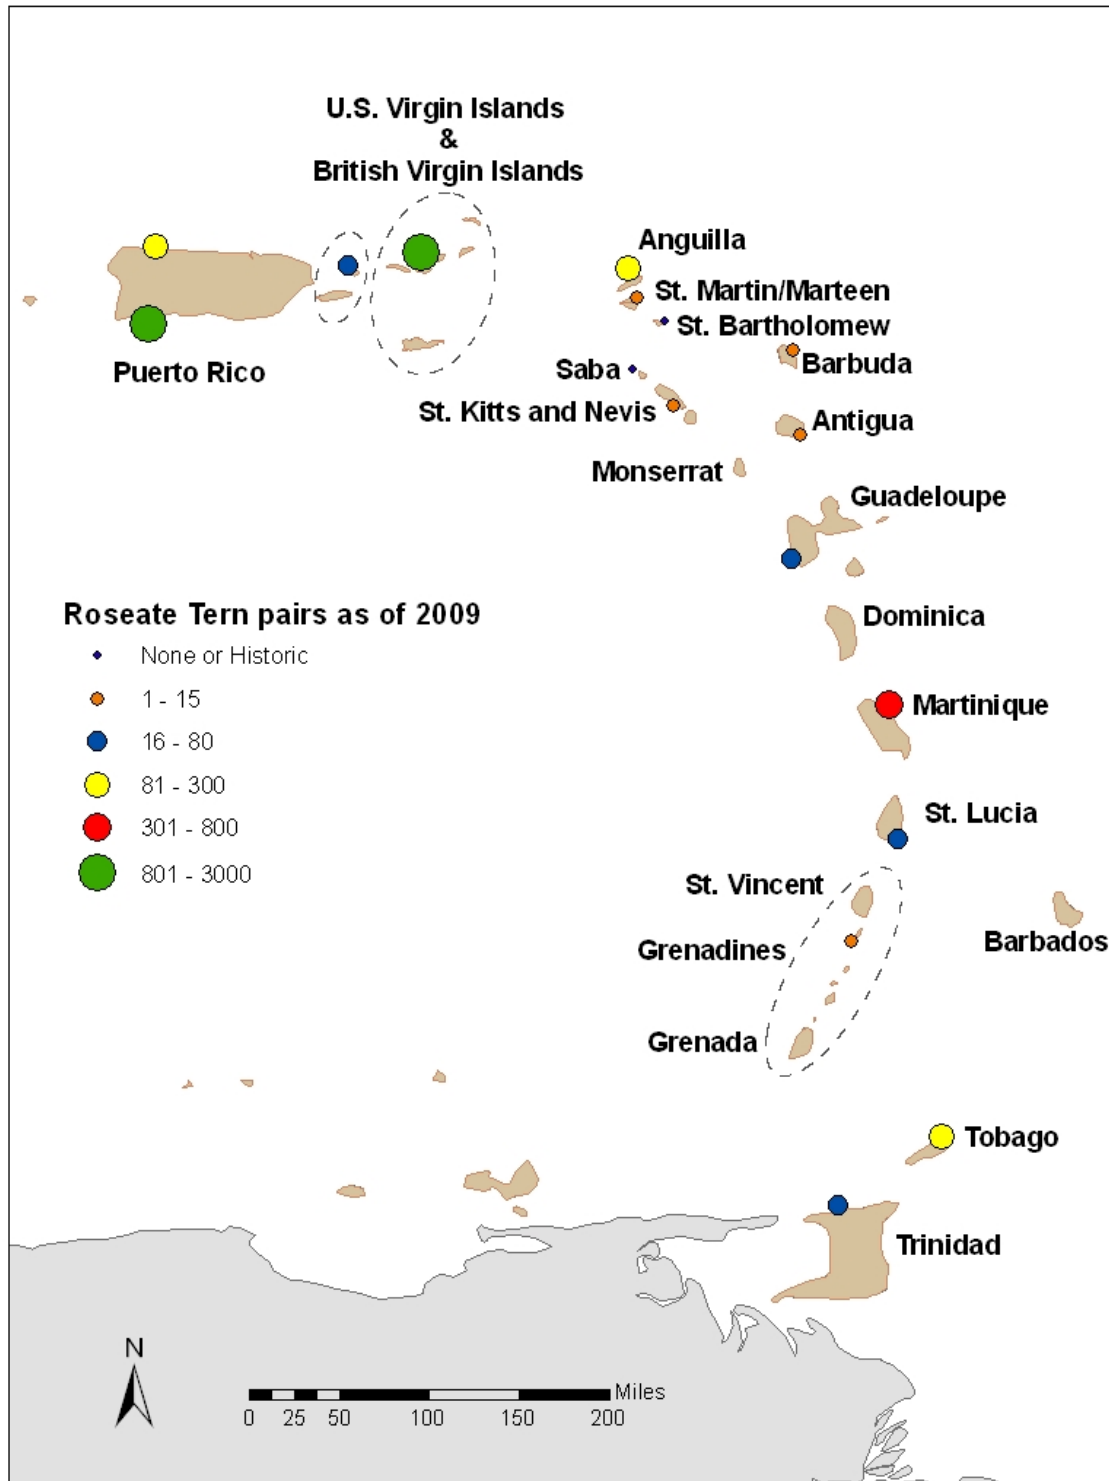 U.S. Virgin Islands
&
British Virgin Islands
Anguilla
St. Martin/Marteen
St. Bartholomew
Barbuda
Puerto Rico
Saba
St. Kitts and Nevis
Antigua
Monserrat
Guadeloupe
Roseate Tern pairs as of 2009
None or Historic
1 - 15
16 - 80
81 - 300
301 - 800
801 - 3000
Dominica
Martinique
St. Lucia
St. Vincent
Grenadines
Barbados
Grenada
Tobago
Trinidad
N
Miles
0 25 50 100 150 200